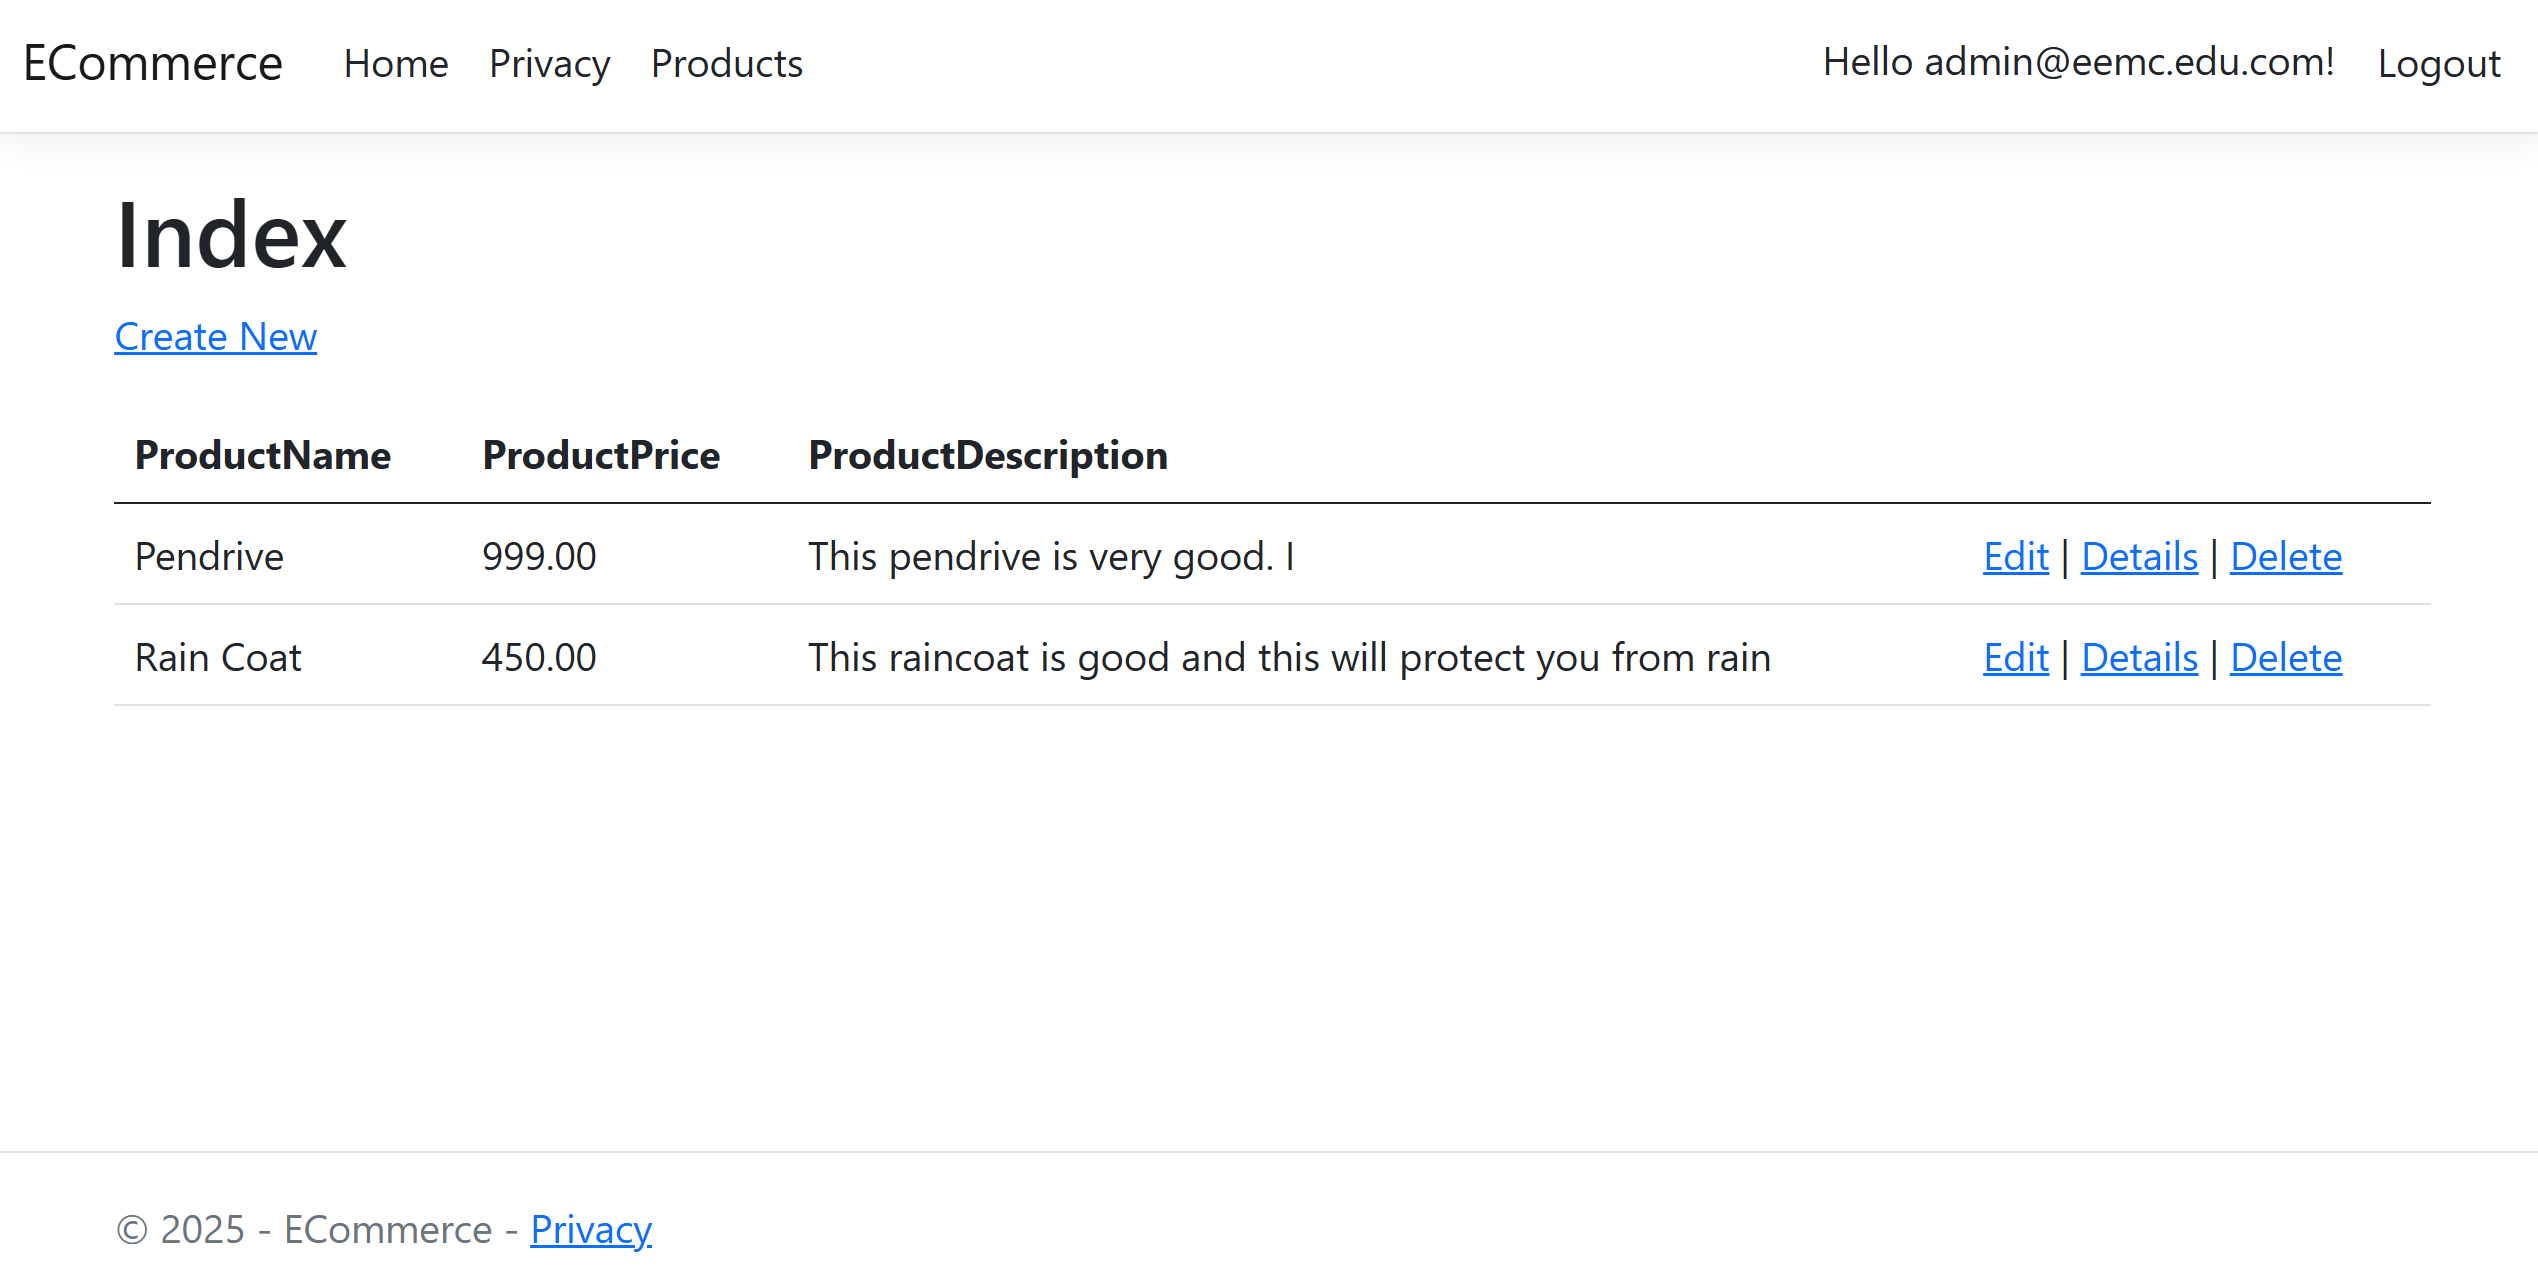 ECommerce Home Privacy Products Hello admin@eemc.edu.com! Logout
Index
Create New
ProductName ProductPrice ProductDescription
Pendrive 999.00 This pendrive is very good. I Edit | Details | Delete
Rain Coat 450.00 This raincoat is good and this will protect you from rain Edit | Details | Delete
© 2025 - ECommerce - Privacy